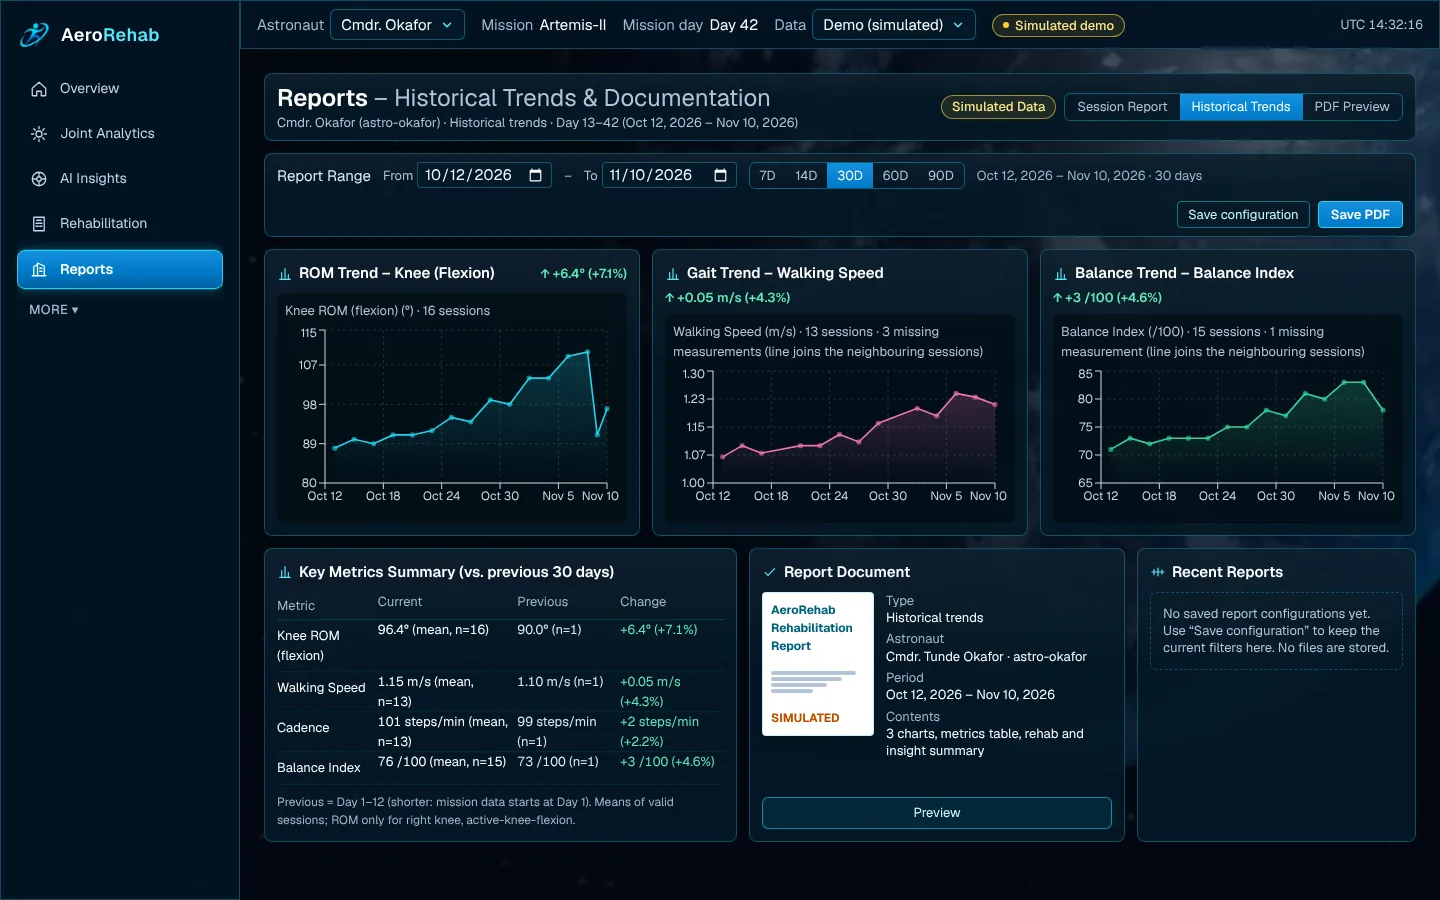 AeroRehab
Astronaut Cmdr. Okafor Mission Artemis-II Mission day Day 42 Data Demo (simulated) Simulated demo UTC 14:32:16
Overview
Joint Analytics
AI Insights
Rehabilitation
Reports
MORE ▾
Reports – Historical Trends & Documentation
Cmdr. Okafor (astro-okafor) · Historical trends · Day 13–42 (Oct 12, 2026 – Nov 10, 2026)
Simulated Data Session Report Historical Trends PDF Preview
Report Range From 10/12/2026 – To 11/10/2026 7D 14D 30D 60D 90D Oct 12, 2026 – Nov 10, 2026 · 30 days
Save configuration Save PDF
ROM Trend – Knee (Flexion) ↑ +6.4° (+7.1%)
Knee ROM (flexion) (°) · 16 sessions
115
107
98
89
80
Oct 12 Oct 18 Oct 24 Oct 30 Nov 5 Nov 10
Gait Trend – Walking Speed
↑ +0.05 m/s (+4.3%)
Walking Speed (m/s) · 13 sessions · 3 missing
measurements (line joins the neighbouring sessions)
1.30
1.23
1.15
1.07
1.00
Oct 12 Oct 18 Oct 24 Oct 30 Nov 5 Nov 10
Balance Trend – Balance Index
↑ +3 /100 (+4.6%)
Balance Index (/100) · 15 sessions · 1 missing
measurement (line joins the neighbouring sessions)
85
80
75
70
65
Oct 12 Oct 18 Oct 24 Oct 30 Nov 5 Nov 10
Key Metrics Summary (vs. previous 30 days)
Metric Current Previous Change
Knee ROM 96.4° (mean, n=16) 90.0° (n=1) +6.4° (+7.1%)
(flexion)
Walking Speed 1.15 m/s (mean, 1.10 m/s (n=1) +0.05 m/s
n=13) (+4.3%)
Cadence 101 steps/min (mean, 99 steps/min +2 steps/min
n=13) (n=1) (+2.2%)
Balance Index 76 /100 (mean, n=15) 73 /100 (n=1) +3 /100 (+4.6%)
Previous = Day 1–12 (shorter: mission data starts at Day 1). Means of valid
sessions; ROM only for right knee, active-knee-flexion.
Report Document
AeroRehab
Rehabilitation
Report
SIMULATED
Type
Historical trends
Astronaut
Cmdr. Tunde Okafor · astro-okafor
Period
Oct 12, 2026 – Nov 10, 2026
Contents
3 charts, metrics table, rehab and
insight summary
Preview
Recent Reports
No saved report configurations yet.
Use “Save configuration” to keep the
current filters here. No files are stored.